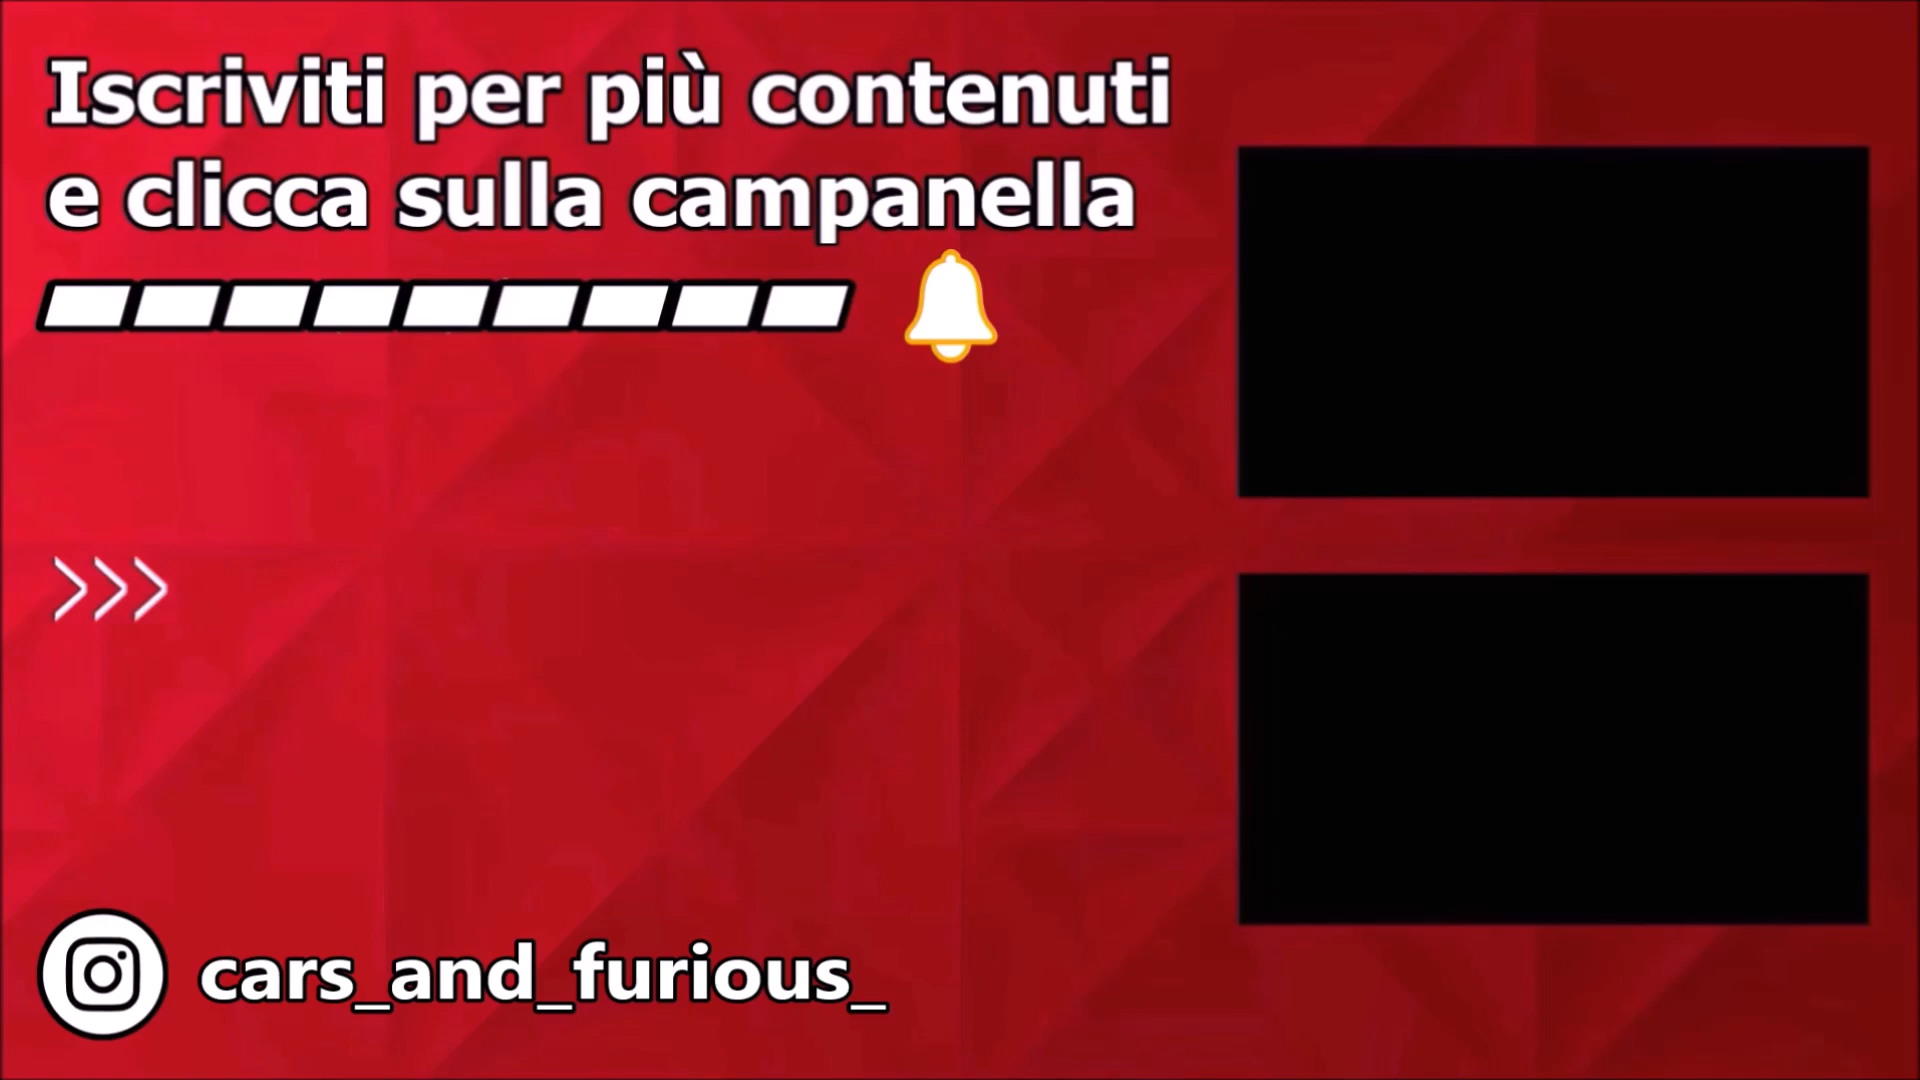 Iscriviti per più contenuti
e clicca sulla campanella
cars_and_furious_